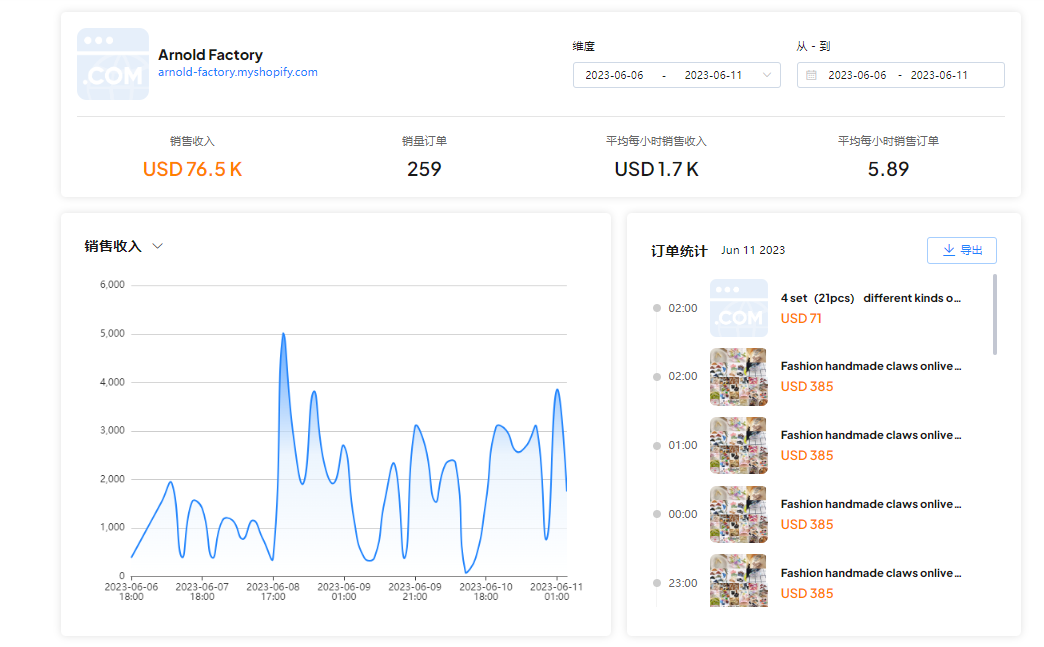 .COM
Arnold Factory
arnold-factory.myshopify.com
维度
2023-06-06 - 2023-06-11
从 - 到
2023-06-06 - 2023-06-11
销售收入
USD 76.5 K
销量订单
259
平均每小时销售收入
USD 1.7 K
平均每小时销售订单
5.89
销售收入
6,000
5,000
4,000
3,000
2,000
1,000
0
2023-06-06 18:00
2023-06-07 18:00
2023-06-08 17:00
2023-06-09 01:00
2023-06-09 21:00
2023-06-10 18:00
2023-06-11 01:00
订单统计 Jun 11 2023
导出
02:00
.COM
4 set（21pcs） different kinds o...
USD 71
02:00
Fashion handmade claws onlive ...
USD 385
01:00
Fashion handmade claws onlive ...
USD 385
00:00
Fashion handmade claws onlive ...
USD 385
23:00
Fashion handmade claws onlive ...
USD 385